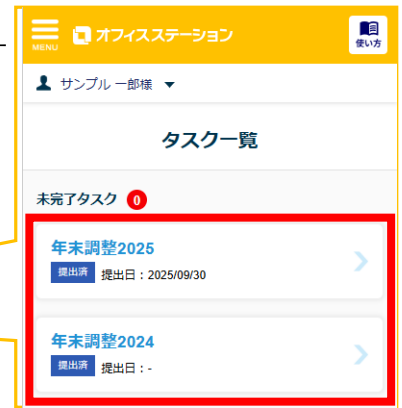 MENU
オフィスステーション
使い方
サンプル 一郎様 ▼
タスク一覧
未完了タスク 0
年末調整2025
提出済 提出日：2025/09/30
年末調整2024
提出済 提出日：-